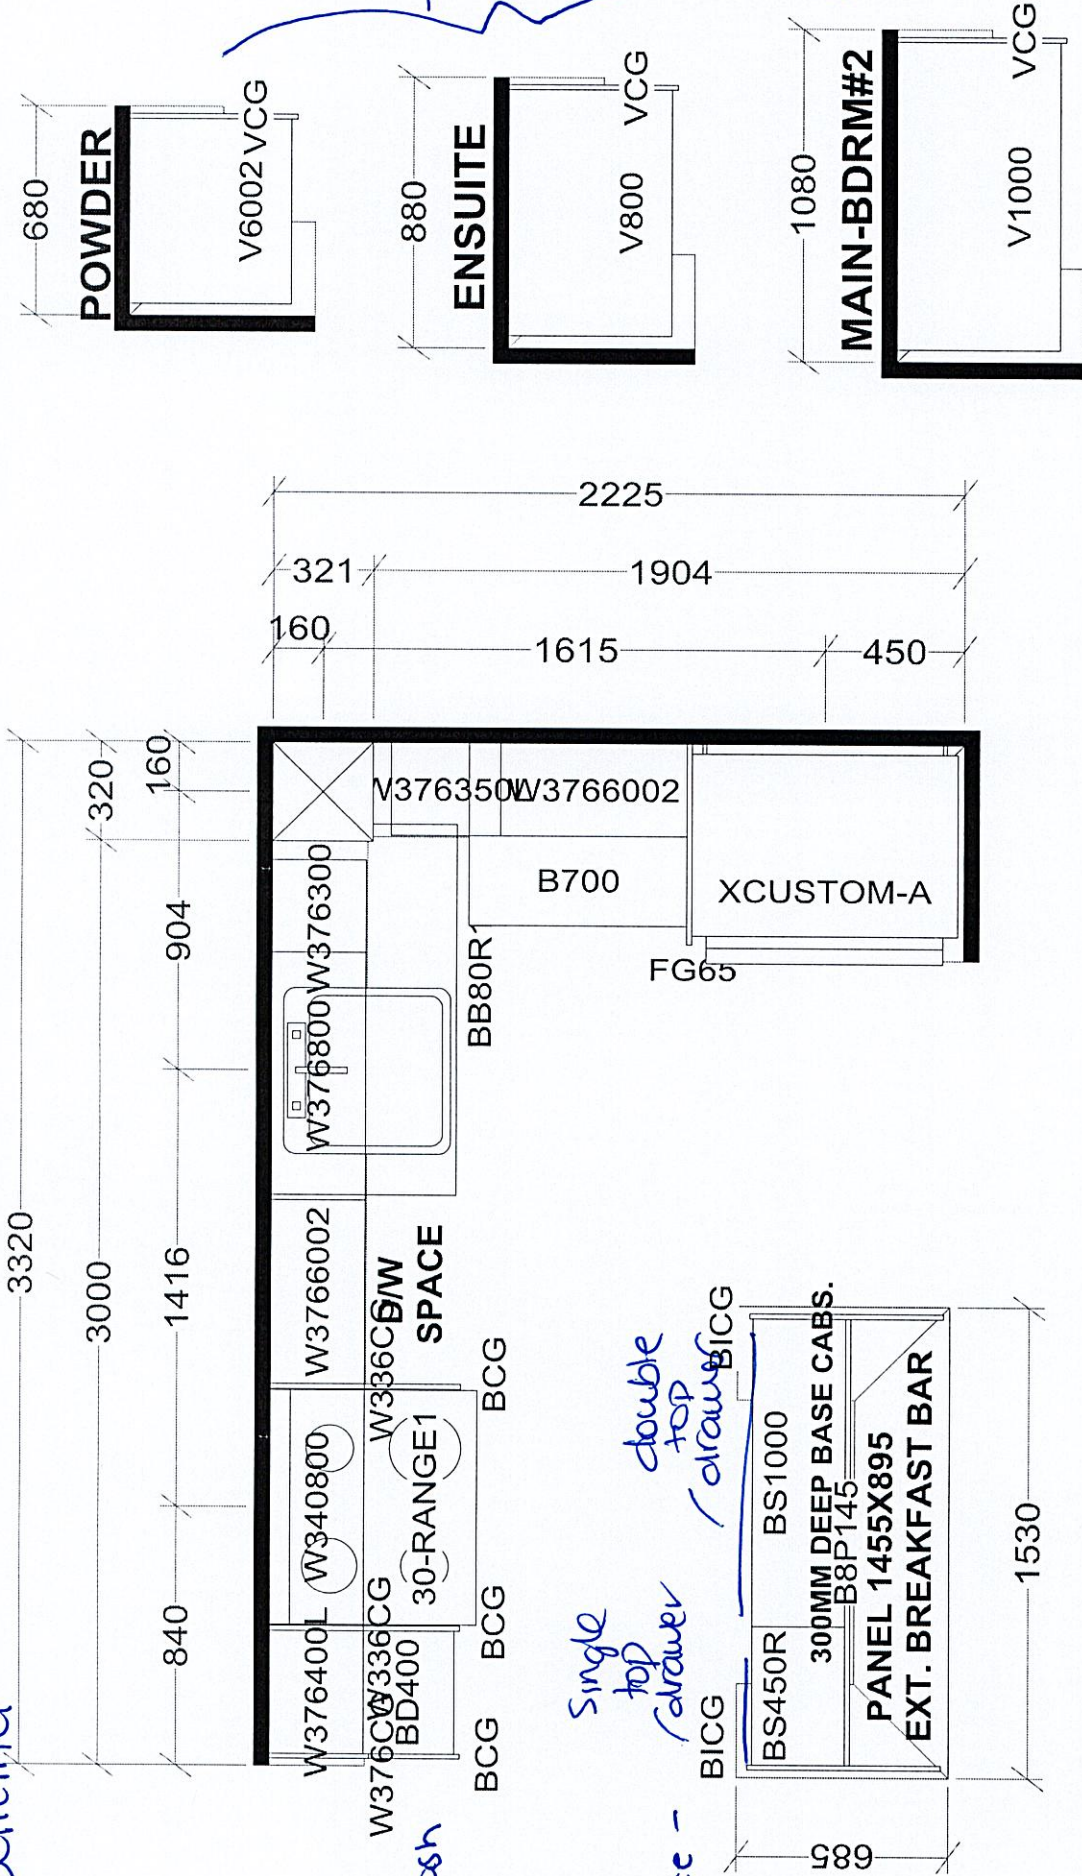 680
POWDER
V6002 VCG
880
ENSUITE
V800 VCG
1080
MAIN-BDRM#2
V1000 VCG
3320
3000
320
1416
904
160
840
2225
321
1904
160
1615
450
W376400L
W340800
W3766002
W376800
W376300
W376350L
W3766002
B700
XCUSTOM-A
FG65
BB80R1
D/W
SPACE
W336CG
BCG
30-RANGE1
W336CG
BCG
BD400
W376CG
BCG
double
top
drawer
Single
top
drawer
BICG
BICG
BS450R
BS1000
300MM DEEP BASE CABS.
B8P145
PANEL 1455X895
EXT. BREAKFAST BAR
1530
685